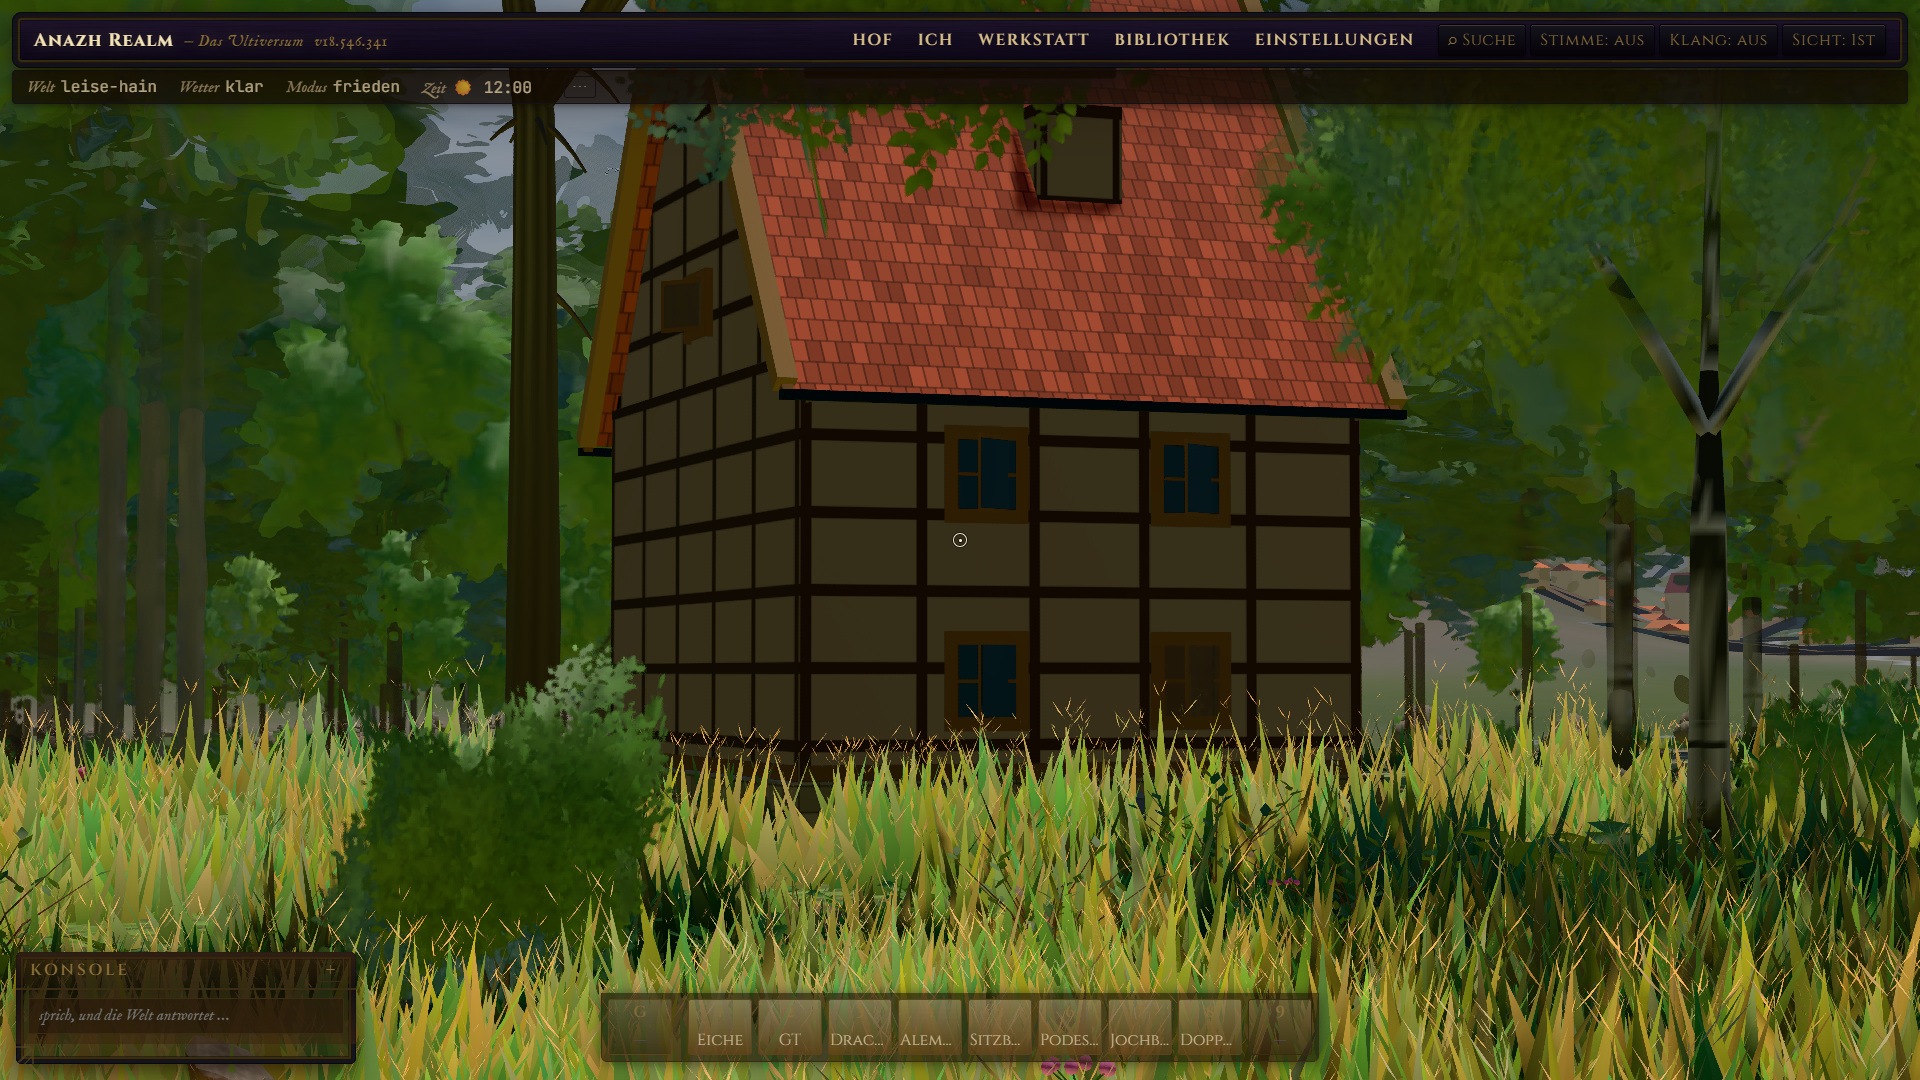 Anazh Realm — Das Ultiversum v18.546.341
HOF ICH WERKSTATT BIBLIOTHEK EINSTELLUNGEN ⌕ SUCHE STIMME: AUS KLANG: AUS SICHT: IST
Welt leise-hain Wetter klar Modus frieden Zeit 12:00 ...
KONSOLE +
sprich, und die Welt antwortet ...
G 9
EICHE GT DRAC... ALEM... SITZB... PODES... JOCHB... DOPP...